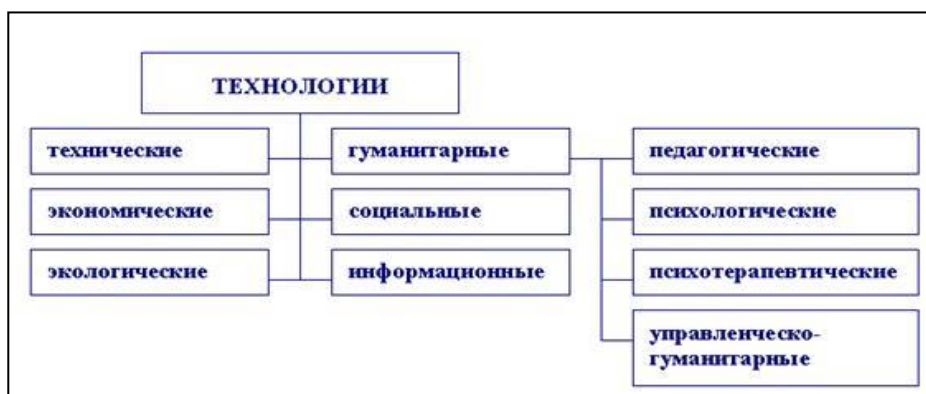 ТЕХНОЛОГИИ
технические
гуманитарные
педагогические
экономические
социальные
психологические
экологические
информационные
психотерапевтические
управленческо-
гуманитарные